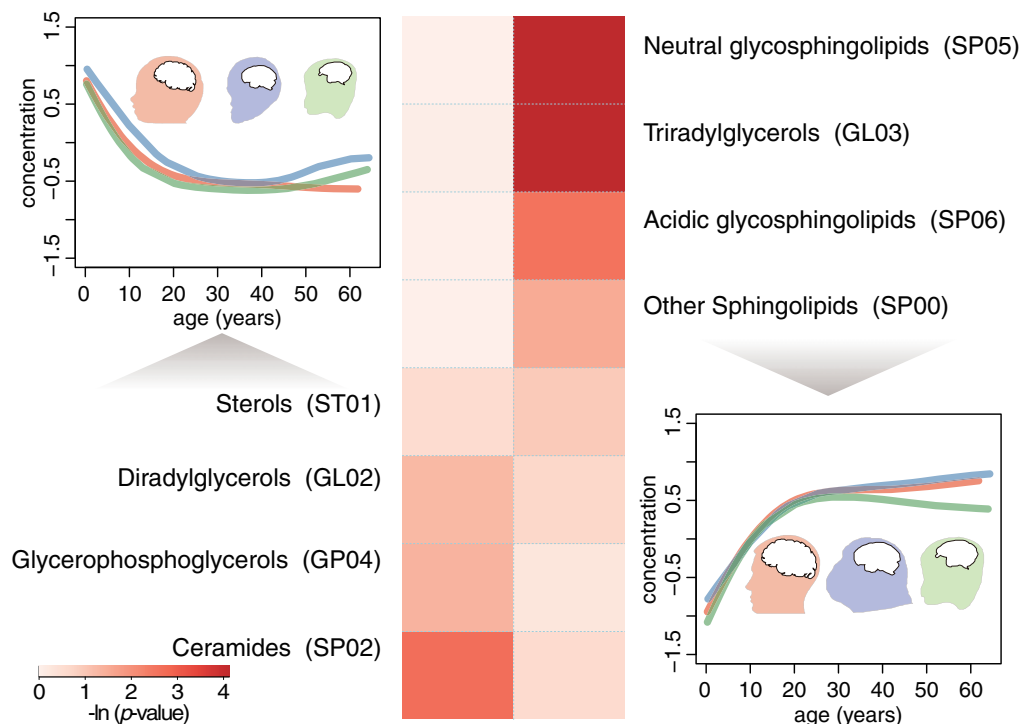 1.5
0.5
−0.5
−1.5
concentration
0 10 20 30 40 50 60
age (years)
Neutral glycosphingolipids (SP05)
Triradylglycerols (GL03)
Acidic glycosphingolipids (SP06)
Other Sphingolipids (SP00)
Sterols (ST01)
Diradylglycerols (GL02)
Glycerophosphoglycerols (GP04)
Ceramides (SP02)
0 1 2 3 4
-ln (p-value)
1.5
0.5
−0.5
−1.5
concentration
0 10 20 30 40 50 60
age (years)